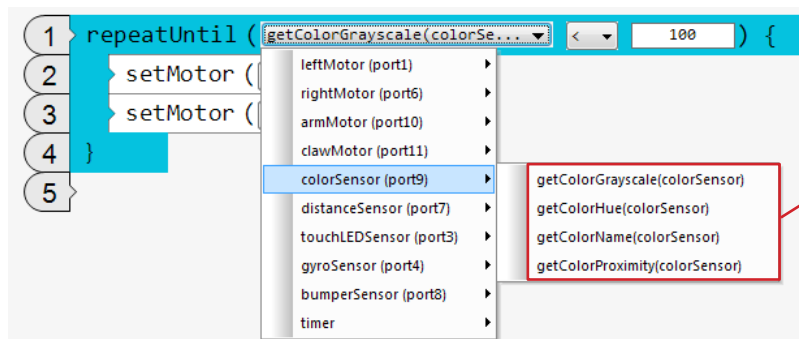 1 repeatUntil ( getColorGrayscale(colorSe... < 100 ) {
2 setMotor (
3 setMotor (
4 }
5
leftMotor (port1)
rightMotor (port6)
armMotor (port10)
clawMotor (port11)
colorSensor (port9)
distanceSensor (port7)
touchLEDSensor (port3)
gyroSensor (port4)
bumperSensor (port8)
timer
getColorGrayscale(colorSensor)
getColorHue(colorSensor)
getColorName(colorSensor)
getColorProximity(colorSensor)